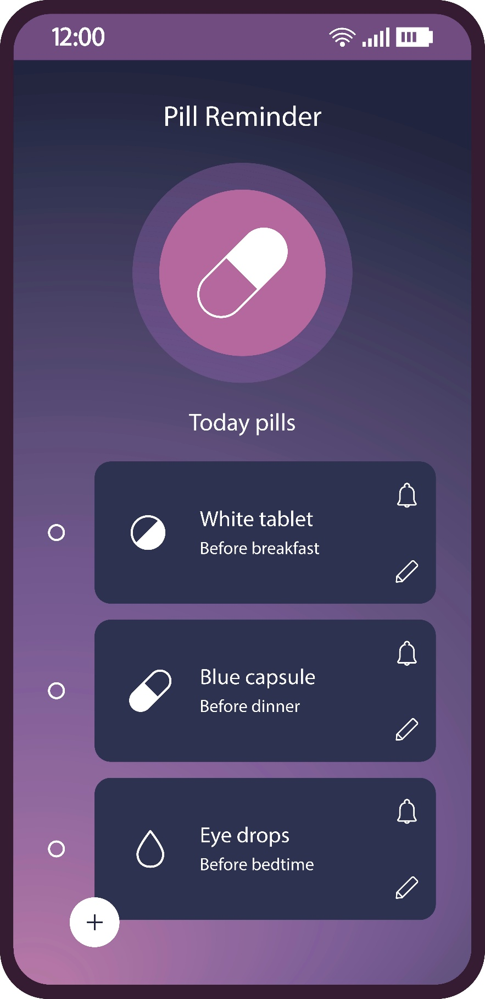 12:00
Pill Reminder
Today pills
White tablet
Before breakfast
Blue capsule
Before dinner
Eye drops
Before bedtime
+